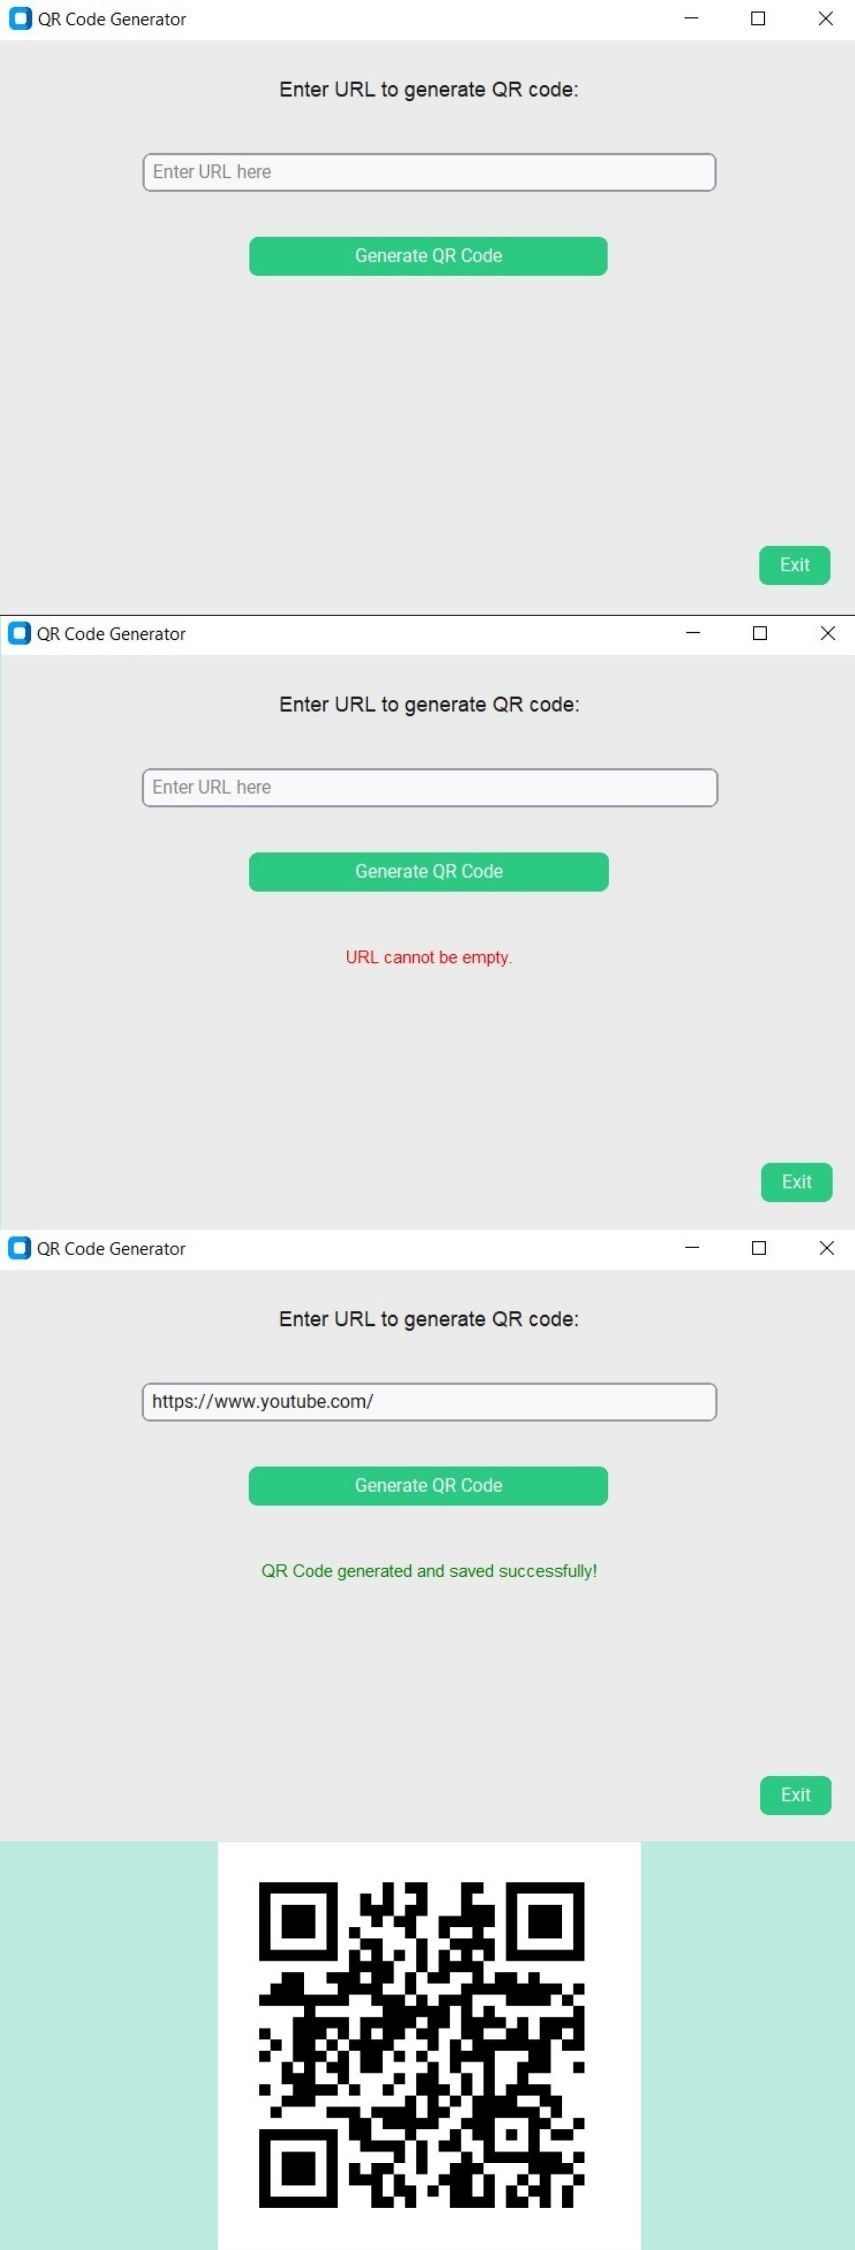 QR Code Generator
Enter URL to generate QR code:
Enter URL here
Generate QR Code
Exit
QR Code Generator
Enter URL to generate QR code:
Enter URL here
Generate QR Code
URL cannot be empty.
Exit
QR Code Generator
Enter URL to generate QR code:
https://www.youtube.com/
Generate QR Code
QR Code generated and saved successfully!
Exit